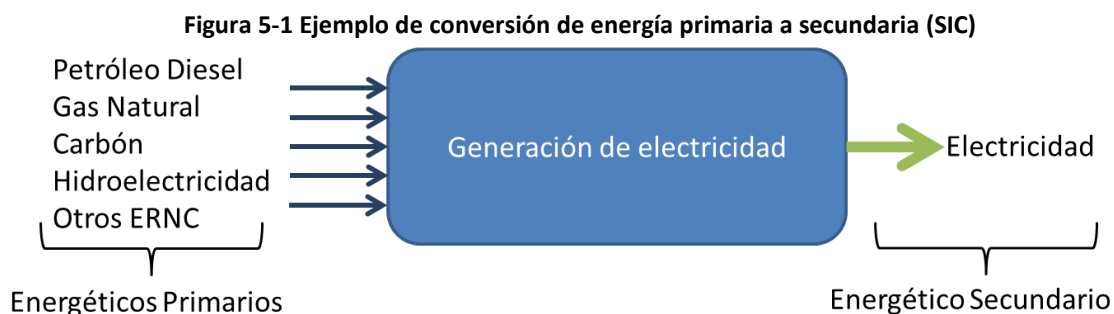 Figura 5-1 Ejemplo de conversión de energía primaria a secundaria (SIC)
Petróleo Diesel
Gas Natural
Carbón
Hidroelectricidad
Otros ERNC
Generación de electricidad
Electricidad
Energéticos Primarios
Energético Secundario